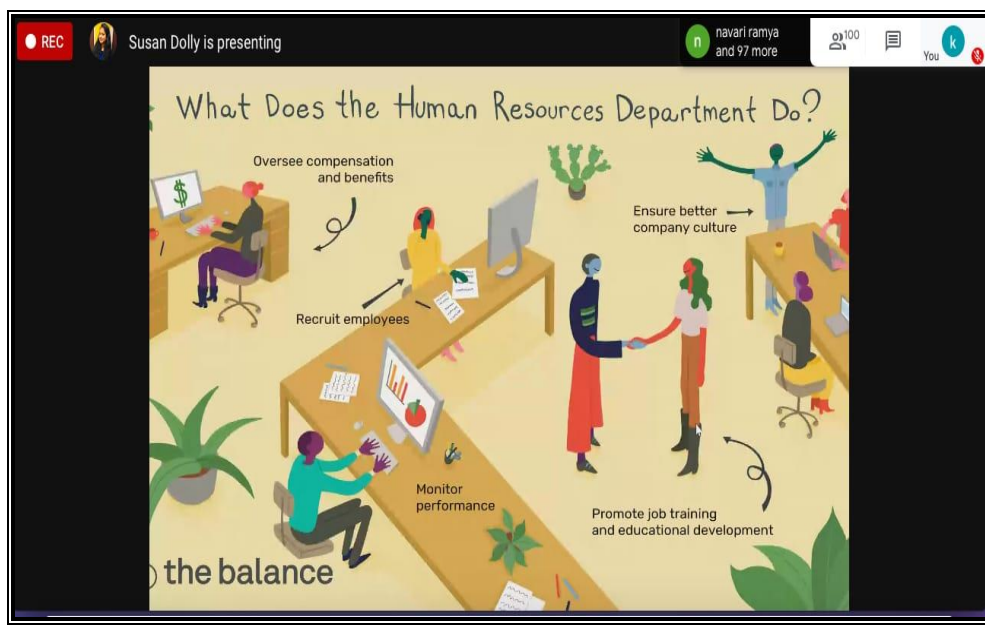 REC
Susan Dolly is presenting
n
navari ramya
and 97 more
100
You
k
What Does the Human Resources Department Do?
Oversee compensation
and benefits
$
Ensure better
company culture
Recruit employees
Monitor
performance
Promote job training
and educational development
the balance